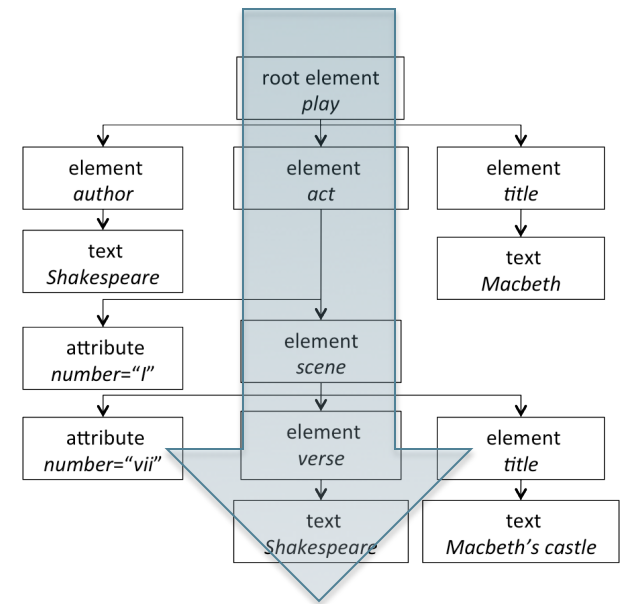 root element
play
element
author
element
act
element
title
text
Shakespeare
text
Macbeth
attribute
number=“I”
element
scene
attribute
number=“vii”
element
verse
element
title
text
Shakespeare
text
Macbeth’s castle